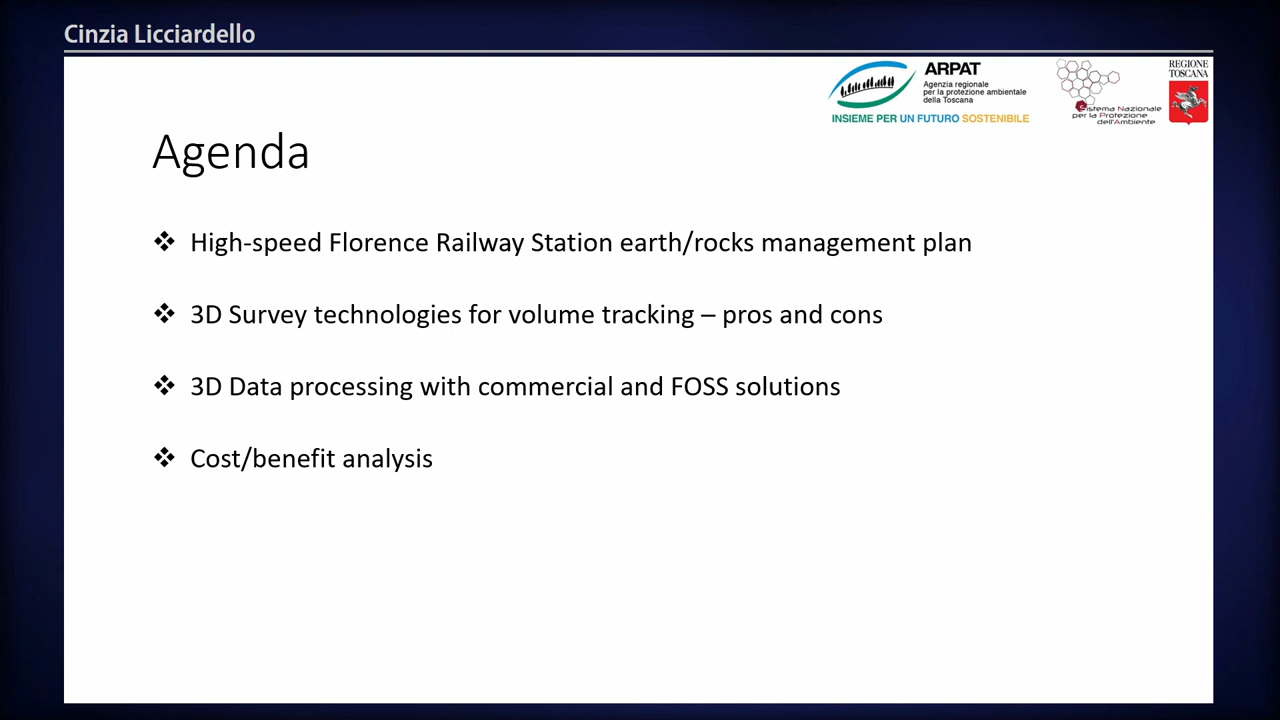 Cinzia Licciardello
ARPAT
Agenzia regionale
per la protezione ambientale
della Toscana
INSIEME PER UN FUTURO SOSTENIBILE
Sistema Nazionale
per la Protezione
dell'Ambiente
REGIONE
TOSCANA
Agenda
❖ High-speed Florence Railway Station earth/rocks management plan
❖ 3D Survey technologies for volume tracking – pros and cons
❖ 3D Data processing with commercial and FOSS solutions
❖ Cost/benefit analysis